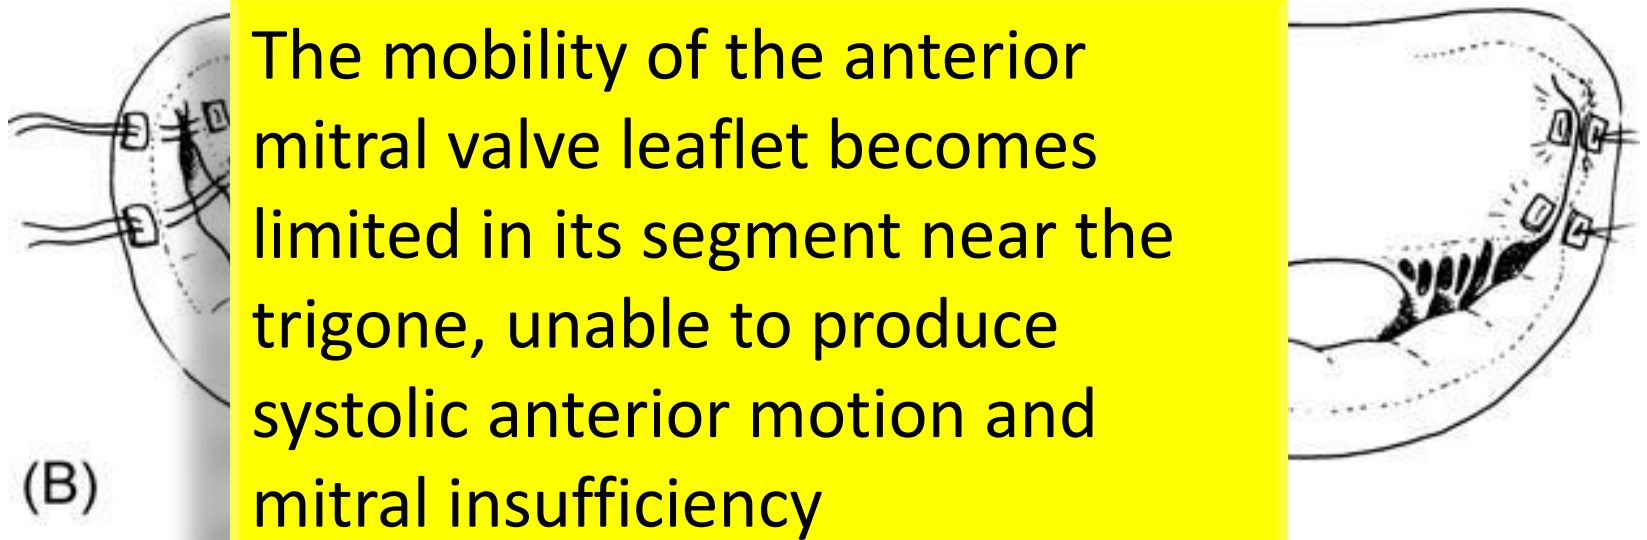 The mobility of the anterior
mitral valve leaflet becomes
limited in its segment near the
trigone, unable to produce
systolic anterior motion and
mitral insufficiency
(B)